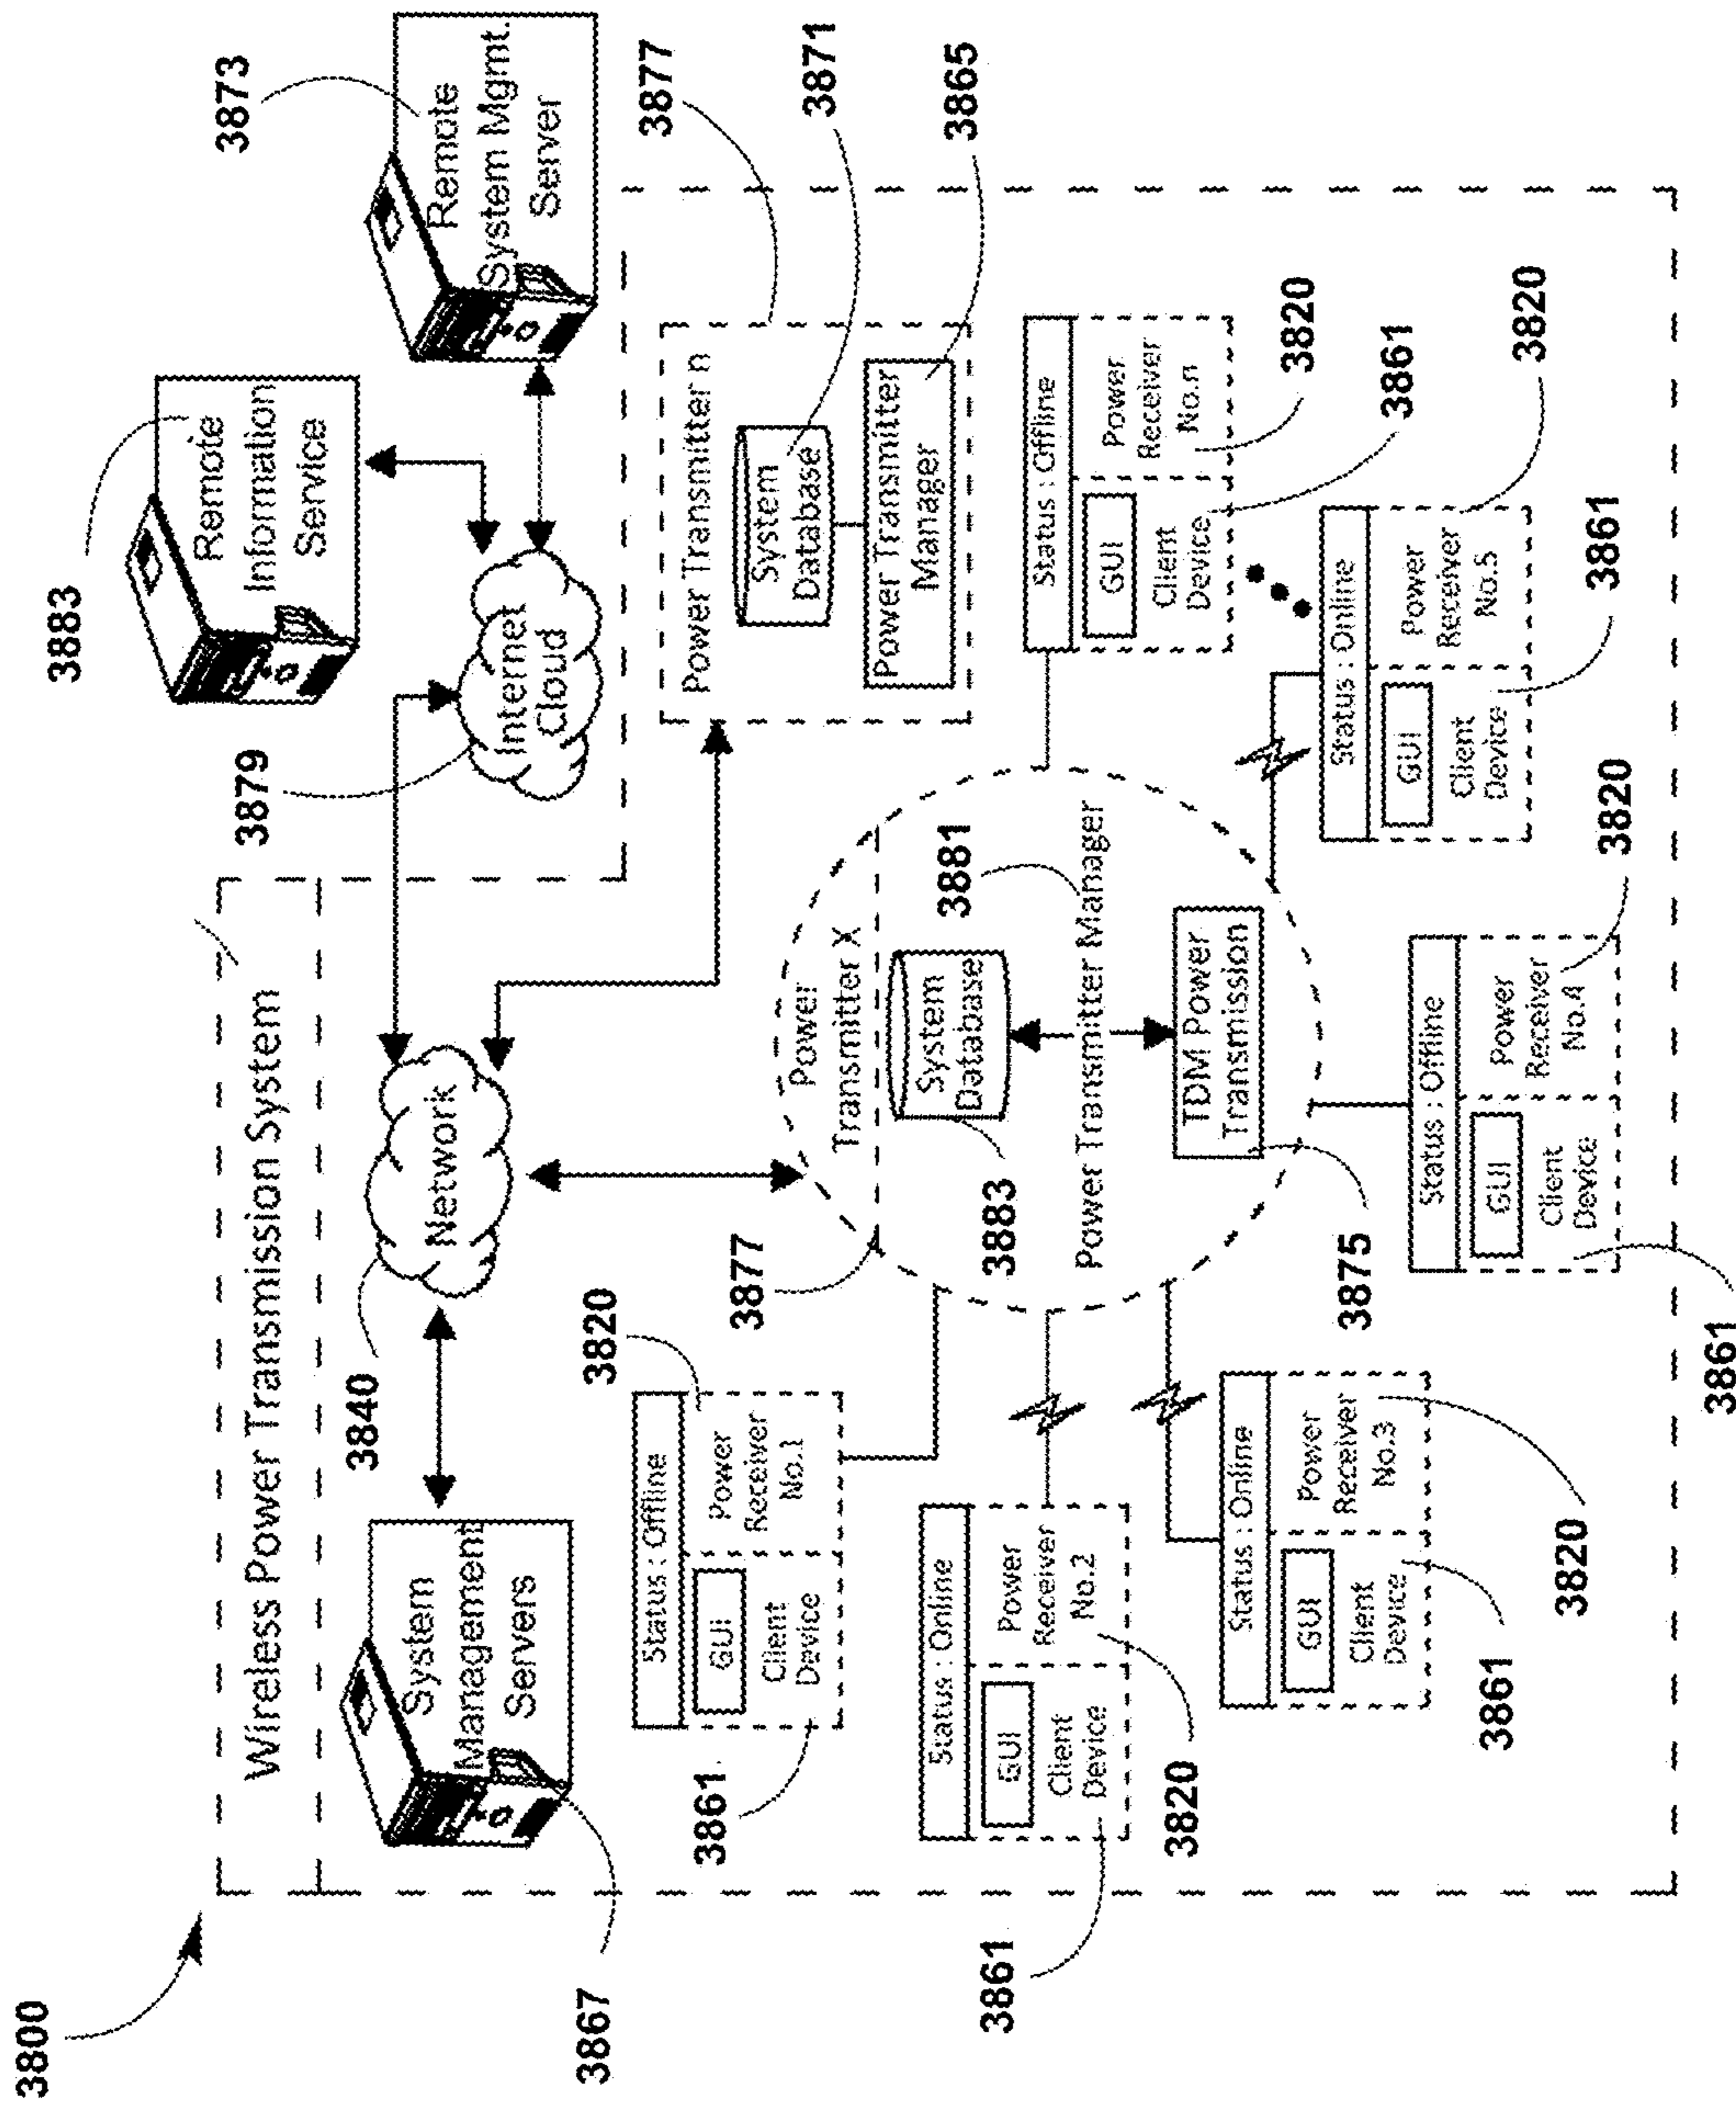 3800
Wireless Power Transmission System
3883
Remote
Information
Service
3873
Remote
System Mgmt.
Server
3879
Internet
Cloud
3840
Network
System
Management
Servers
3867
3877
Power Transmitter n
System
Database
3871
Power Transmitter
Manager
3865
3877
Power
Transmitter X
System
Database
3883
3881
Power Transmitter Manager
TDM Power
Transmission
3875
Status : Offline
GUI
Client
Device
Power
Receiver
No.1
3820
3861
Status : Online
GUI
Client
Device
Power
Receiver
No.2
3820
3861
Status : Online
GUI
Client
Device
Power
Receiver
No.3
3820
3861
Status : Offline
GUI
Client
Device
Power
Receiver
No.4
3820
3861
Status : Online
GUI
Client
Device
Power
Receiver
No.5
3820
3861
Status : Offline
GUI
Client
Device
Power
Receiver
No.n
3820
3861